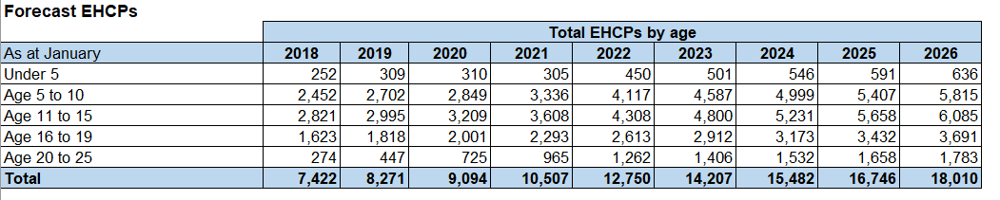 Forecast EHCPs
Total EHCPs by age
As at January 2018 2019 2020 2021 2022 2023 2024 2025 2026
Under 5 252 309 310 305 450 501 546 591 636
Age 5 to 10 2,452 2,702 2,849 3,336 4,117 4,587 4,999 5,407 5,815
Age 11 to 15 2,821 2,995 3,209 3,608 4,308 4,800 5,231 5,658 6,085
Age 16 to 19 1,623 1,818 2,001 2,293 2,613 2,912 3,173 3,432 3,691
Age 20 to 25 274 447 725 965 1,262 1,406 1,532 1,658 1,783
Total 7,422 8,271 9,094 10,507 12,750 14,207 15,482 16,746 18,010